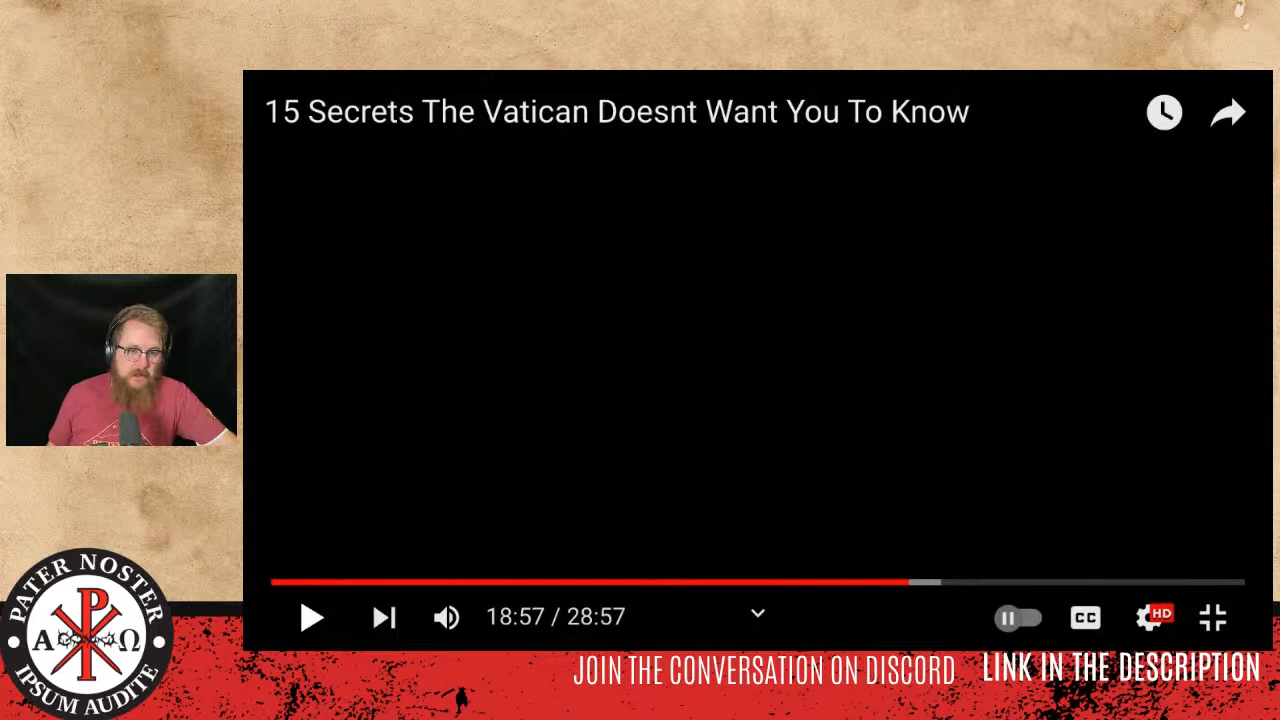 15 Secrets The Vatican Doesnt Want You To Know
18:57 / 28:57
CC
HD
PATER NOSTER
Α Ω
IPSUM AUDITE
JOIN THE CONVERSATION ON DISCORD
LINK IN THE DESCRIPTION